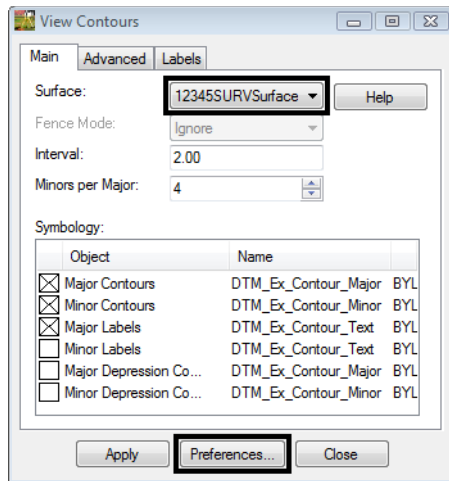 View Contours
Main Advanced Labels
Surface: 12345SURVSurface Help
Fence Mode: Ignore
Interval: 2.00
Minors per Major: 4
Symbology:
Object Name
Major Contours DTM_Ex_Contour_Major BYL
Minor Contours DTM_Ex_Contour_Minor BYL
Major Labels DTM_Ex_Contour_Text BYL
Minor Labels DTM_Ex_Contour_Text BYL
Major Depression Co... DTM_Ex_Contour_Major BYL
Minor Depression Co... DTM_Ex_Contour_Minor BYL
Apply Preferences... Close